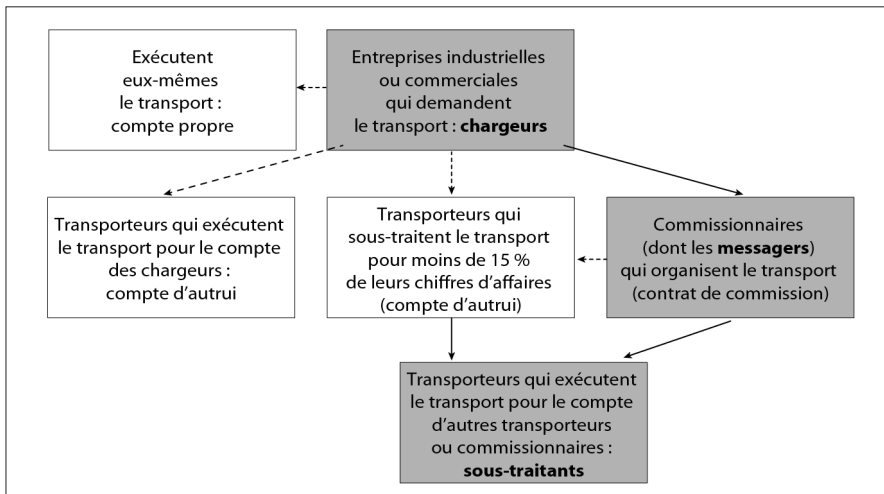 Exécutent
eux-mêmes
le transport :
compte propre
Entreprises industrielles
ou commerciales
qui demandent
le transport : chargeurs
Transporteurs qui exécutent
le transport pour le compte
des chargeurs :
compte d'autrui
Transporteurs qui
sous-traitent le transport
pour moins de 15 %
de leurs chiffres d'affaires
(compte d'autrui)
Commissionnaires
(dont les messagers)
qui organisent le transport
(contrat de commission)
Transporteurs qui exécutent
le transport pour le compte
d'autres transporteurs
ou commissionnaires :
sous-traitants